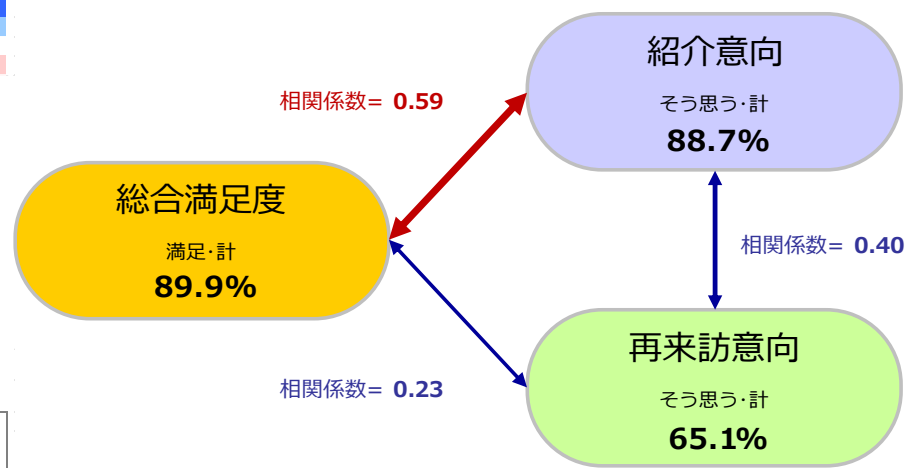 紹介意向
そう思う・計
88.7%
相関係数= 0.59
総合満足度
満足・計
89.9%
相関係数= 0.40
再来訪意向
そう思う・計
65.1%
相関係数= 0.23